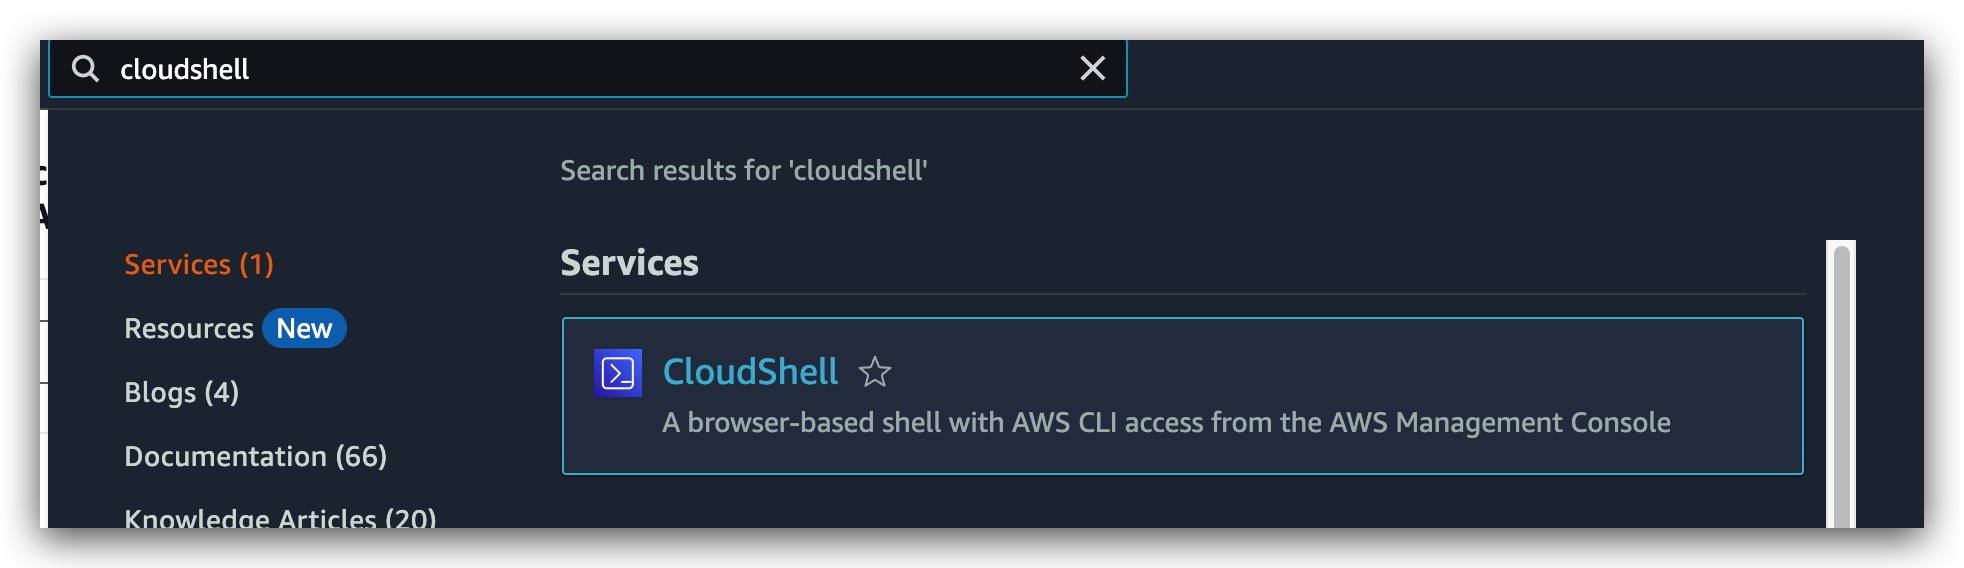 cloudshell
Search results for 'cloudshell'
Services (1)
Resources New
Blogs (4)
Documentation (66)
Knowledge Articles (20)
Services
CloudShell
A browser-based shell with AWS CLI access from the AWS Management Console